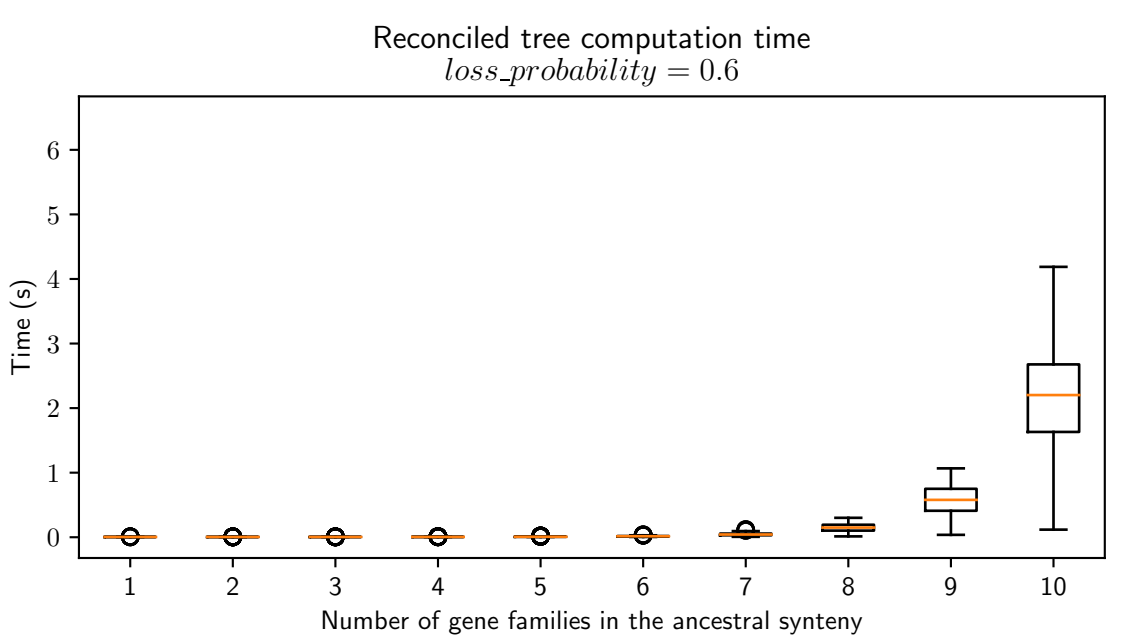 Reconciled tree computation time
loss_probability = 0.6
6
5
4
3
2
1
0
Time (s)
1 2 3 4 5 6 7 8 9 10
Number of gene families in the ancestral synteny